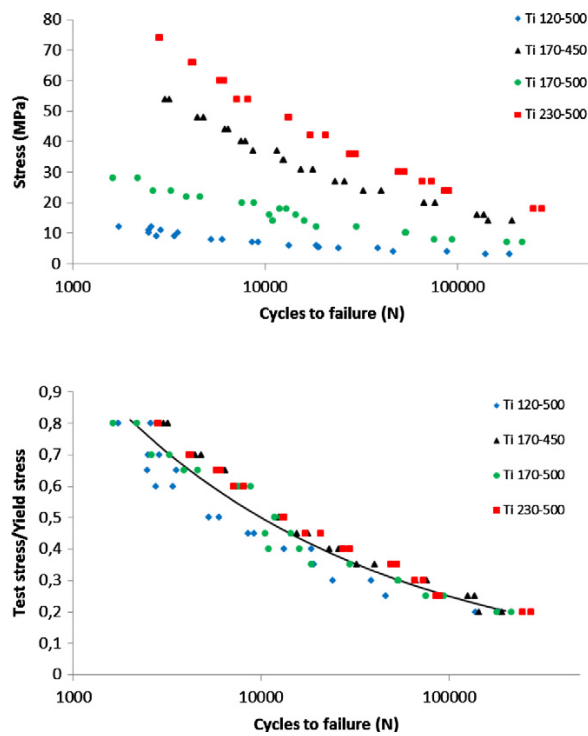 Stress (MPa)
80
70
60
50
40
30
20
10
0
1000
10000
100000
Cycles to failure (N)
Ti 120-500
Ti 170-450
Ti 170-500
Ti 230-500
Test stress/Yield stress
0,9
0,8
0,7
0,6
0,5
0,4
0,3
0,2
0,1
0
1000
10000
100000
Cycles to failure (N)
Ti 120-500
Ti 170-450
Ti 170-500
Ti 230-500